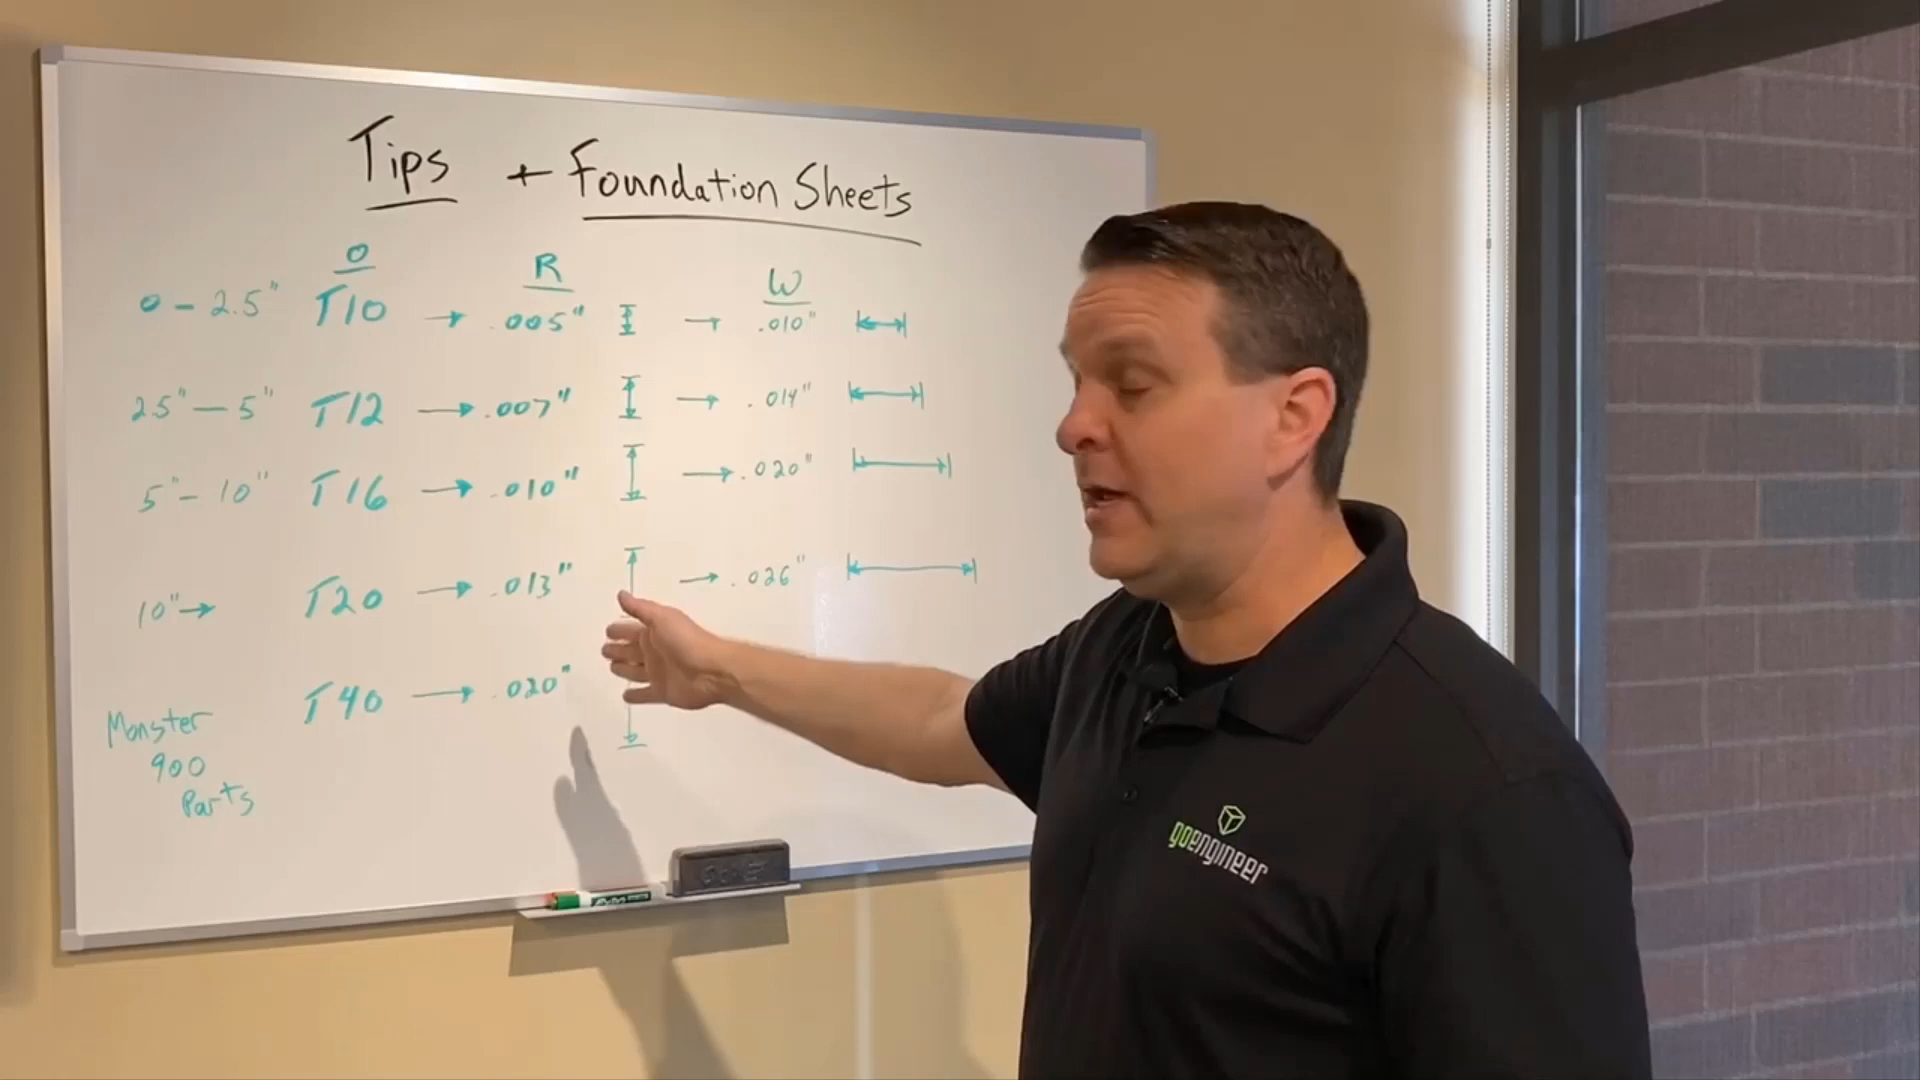 Tips + Foundation Sheets
O R W
0 - 2.5" T10 → .005" → .010"
2.5" - 5" T12 → .007" → .014"
5" - 10" T16 → .010" → .020"
10" → T20 → .013" → .026"
Monster 900 Parts T40 → .020"
goengineer
EXPO